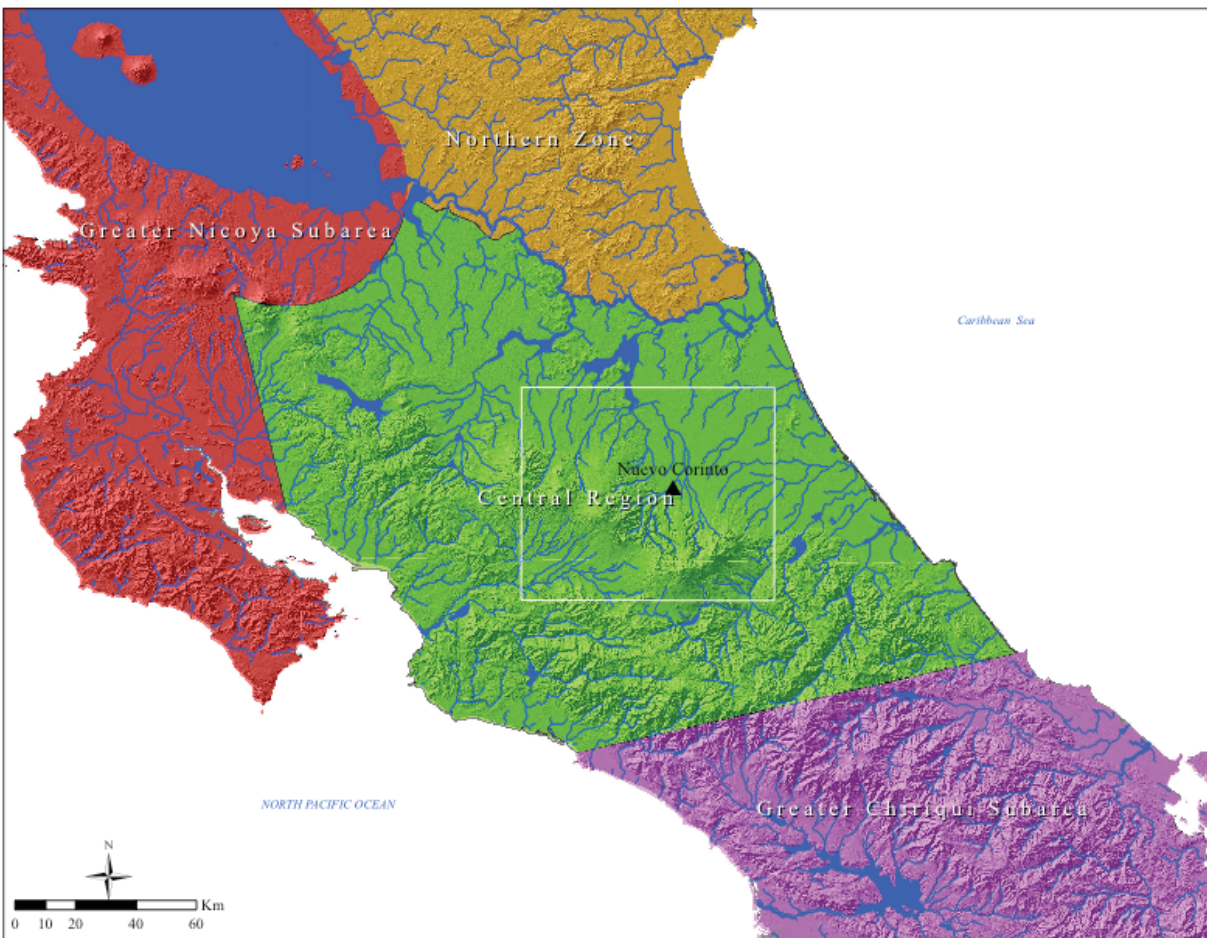 Northern Zone
Greater Nicoya Subarea
Caribbean Sea
Nuevo Corinto
Central Region
NORTH PACIFIC OCEAN
Greater Chiriqui Subarea
N
Km
0 10 20 40 60